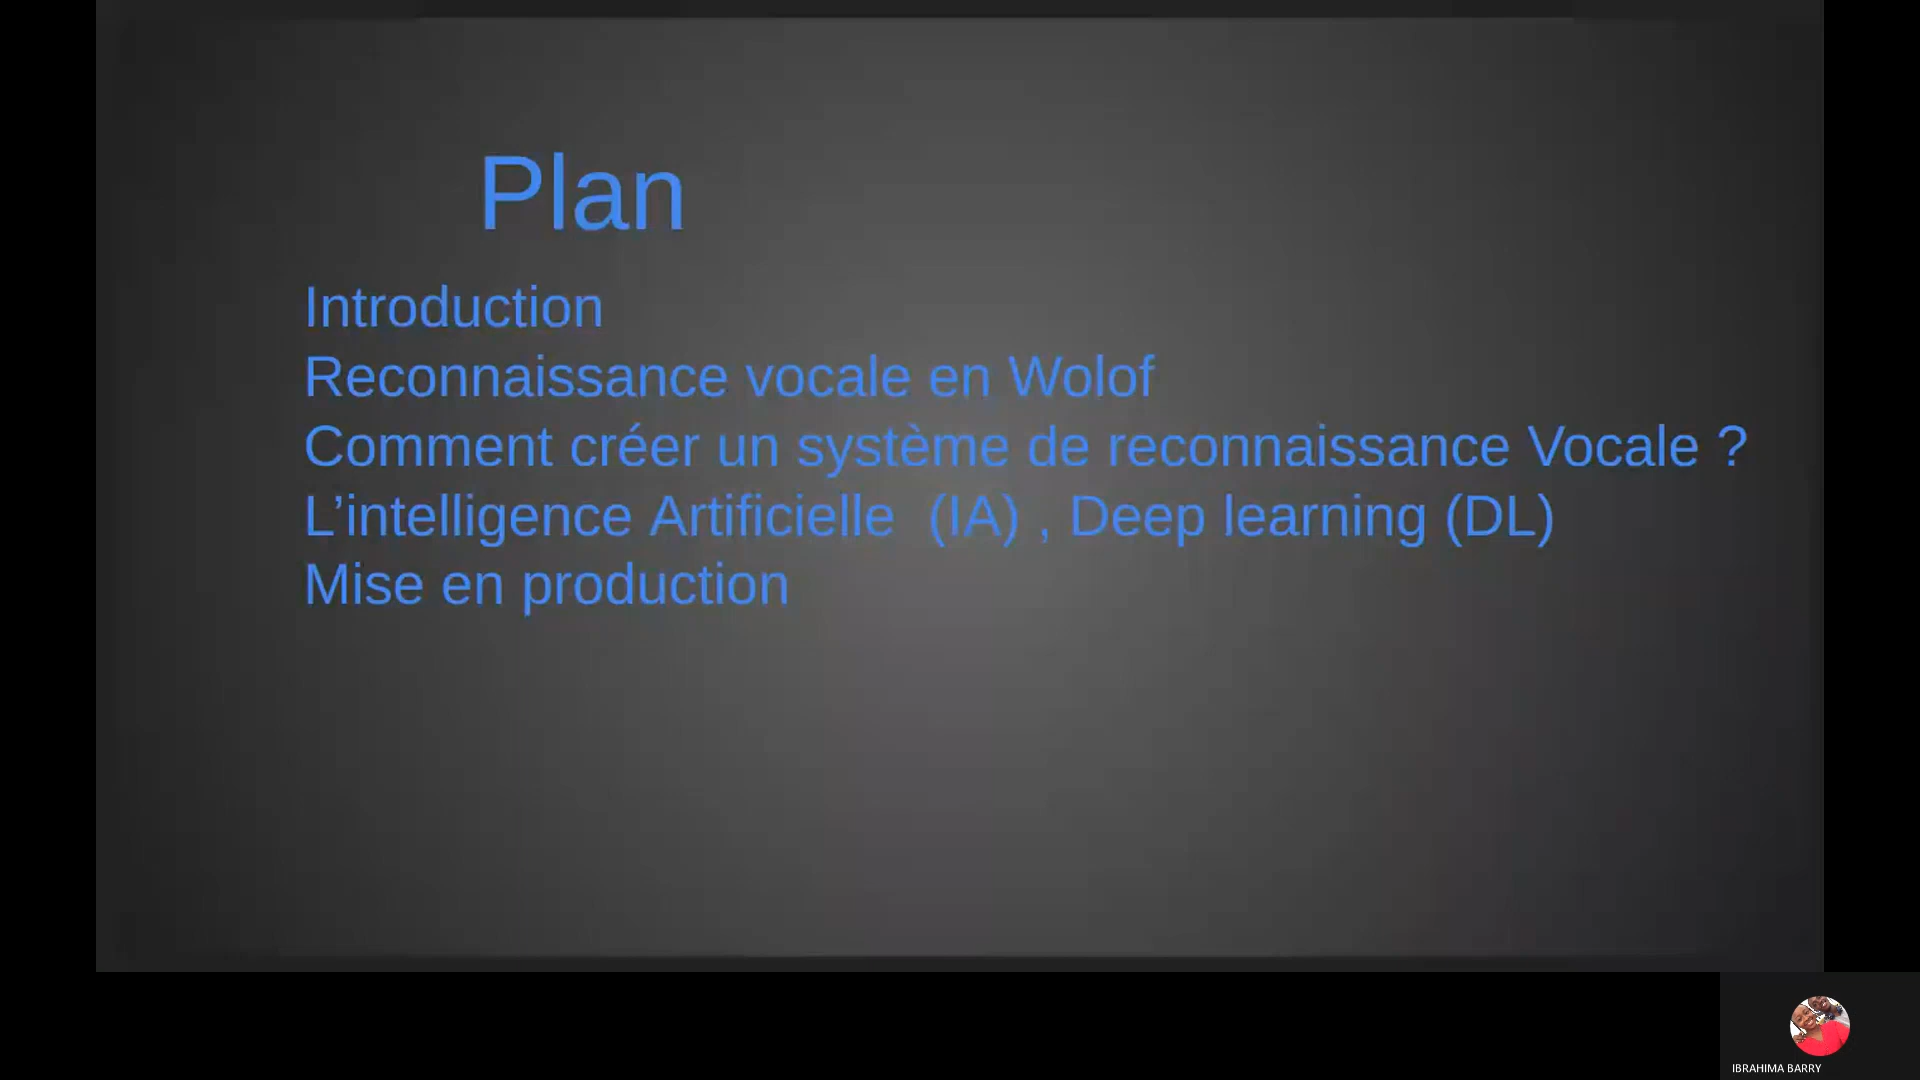 Plan
Introduction
Reconnaissance vocale en Wolof
Comment créer un système de reconnaissance Vocale ?
L’intelligence Artificielle  (IA) , Deep learning (DL)
Mise en production
IBRAHIMA BARRY